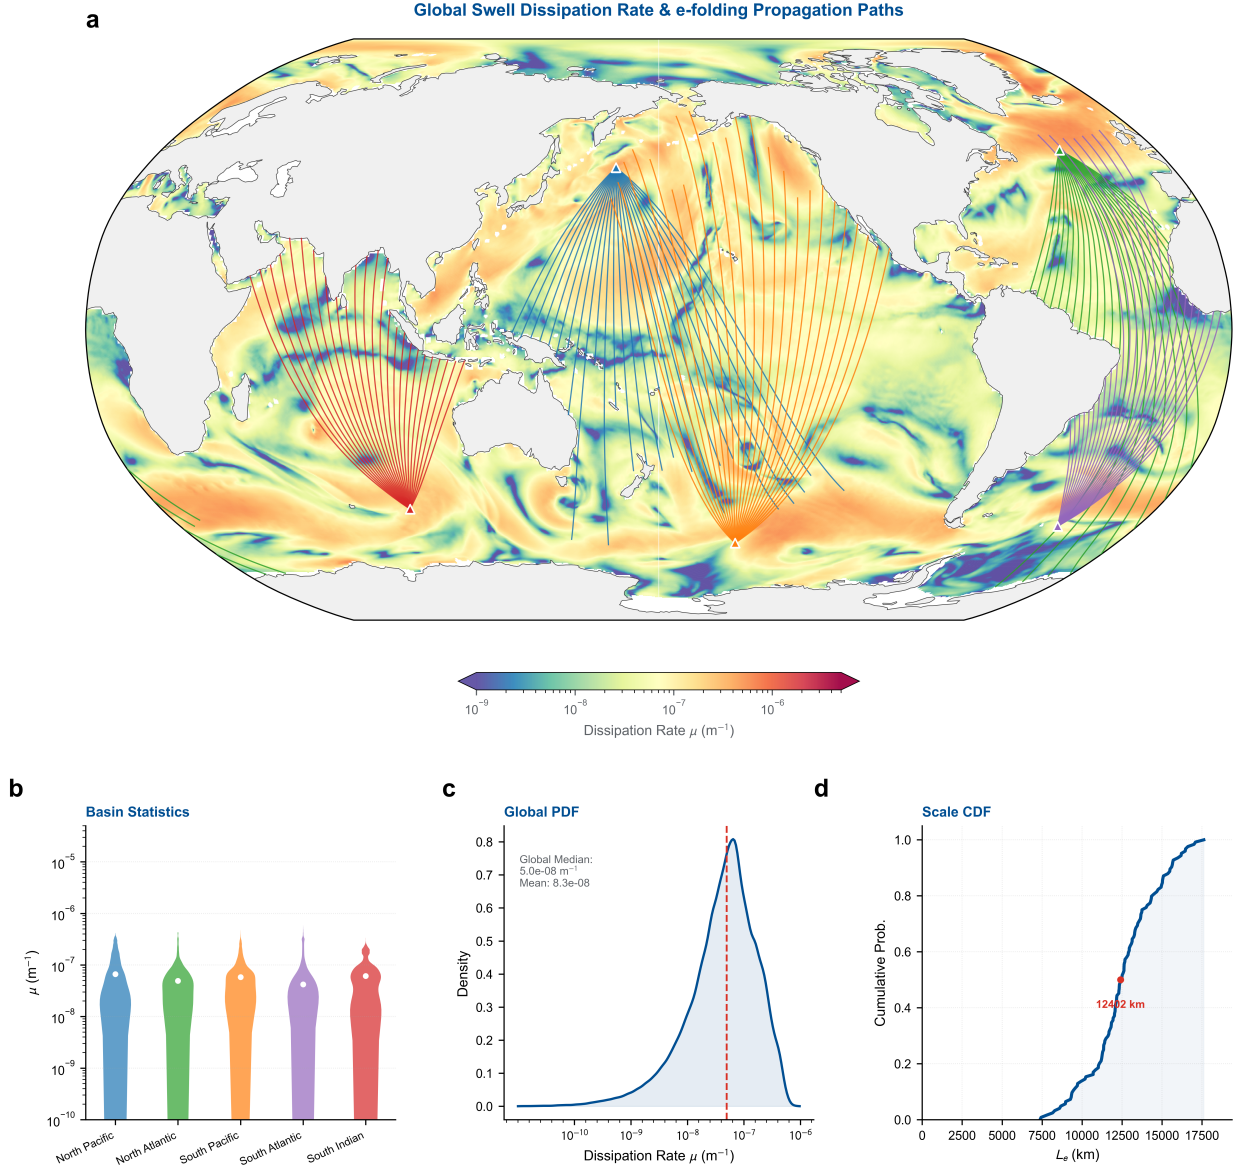 Global Swell Dissipation Rate & e-folding Propagation Paths
a
10⁻⁹ 10⁻⁸ 10⁻⁷ 10⁻⁶
Dissipation Rate μ (m⁻¹)
b
Basin Statistics
μ (m⁻¹)
10⁻⁵
10⁻⁶
10⁻⁷
10⁻⁸
10⁻⁹
10⁻¹⁰
North Pacific
North Atlantic
South Pacific
South Atlantic
South Indian
c
Global PDF
Global Median:
5.0e-08 m⁻¹
Mean: 8.3e-08
Density
0.8
0.7
0.6
0.5
0.4
0.3
0.2
0.1
0.0
10⁻¹⁰ 10⁻⁹ 10⁻⁸ 10⁻⁷ 10⁻⁶
Dissipation Rate μ (m⁻¹)
d
Scale CDF
Cumulative Prob.
1.0
0.8
0.6
0.4
0.2
0.0
12402 km
0 2500 5000 7500 10000 12500 15000 17500
Lₑ (km)